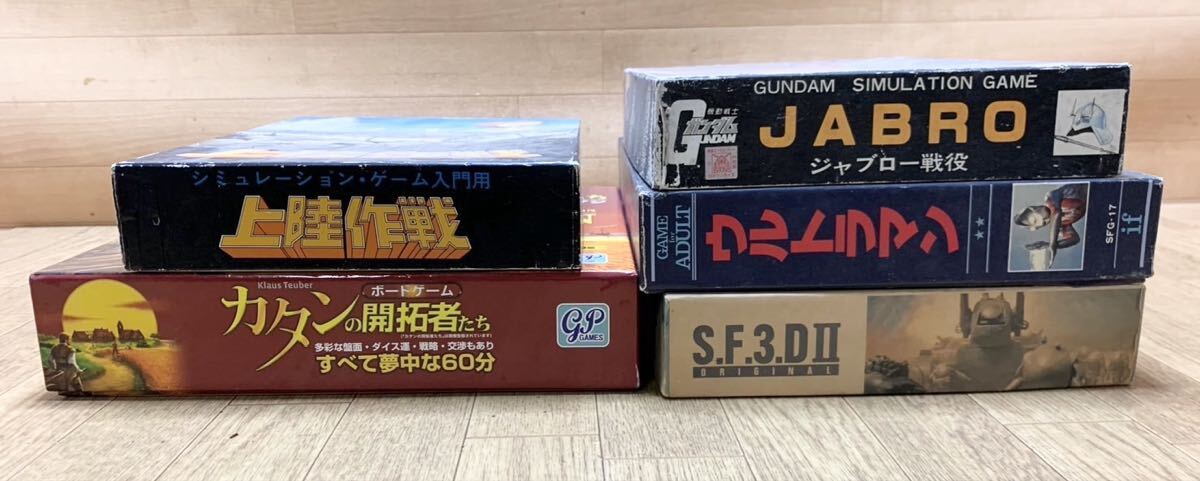 シミュレーション・ゲーム入門用
上陸作戦
Klaus Teuber
ボードゲーム
カタンの開拓者たち
多彩な盤面・ダイス運・戦略・交渉もあり
すべて夢中な60分
GP
GAMES
GUNDAM SIMULATION GAME
機動戦士
ガンダム
GUNDAM
JABRO
ジャブロー戦役
GAME
for
ADULT
ウルトラマン
★★
SFG-17
if
S.F.3.D II
ORIGINAL